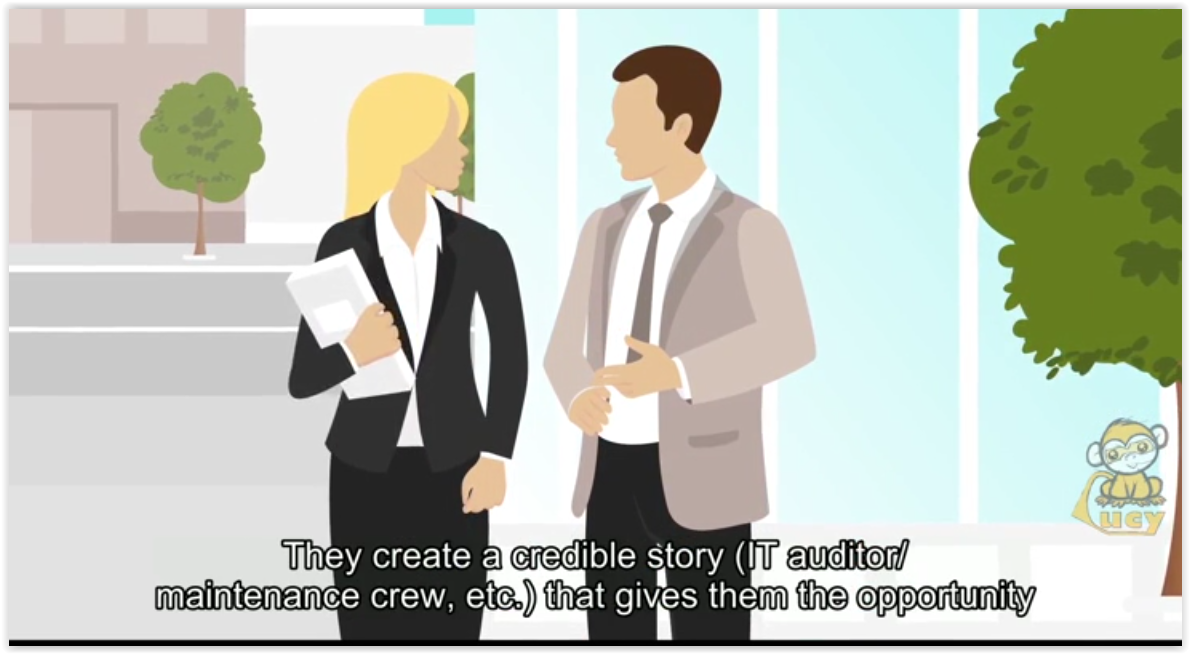 Lucy
They create a credible story (IT auditor/
maintenance crew, etc.) that gives them the opportunity